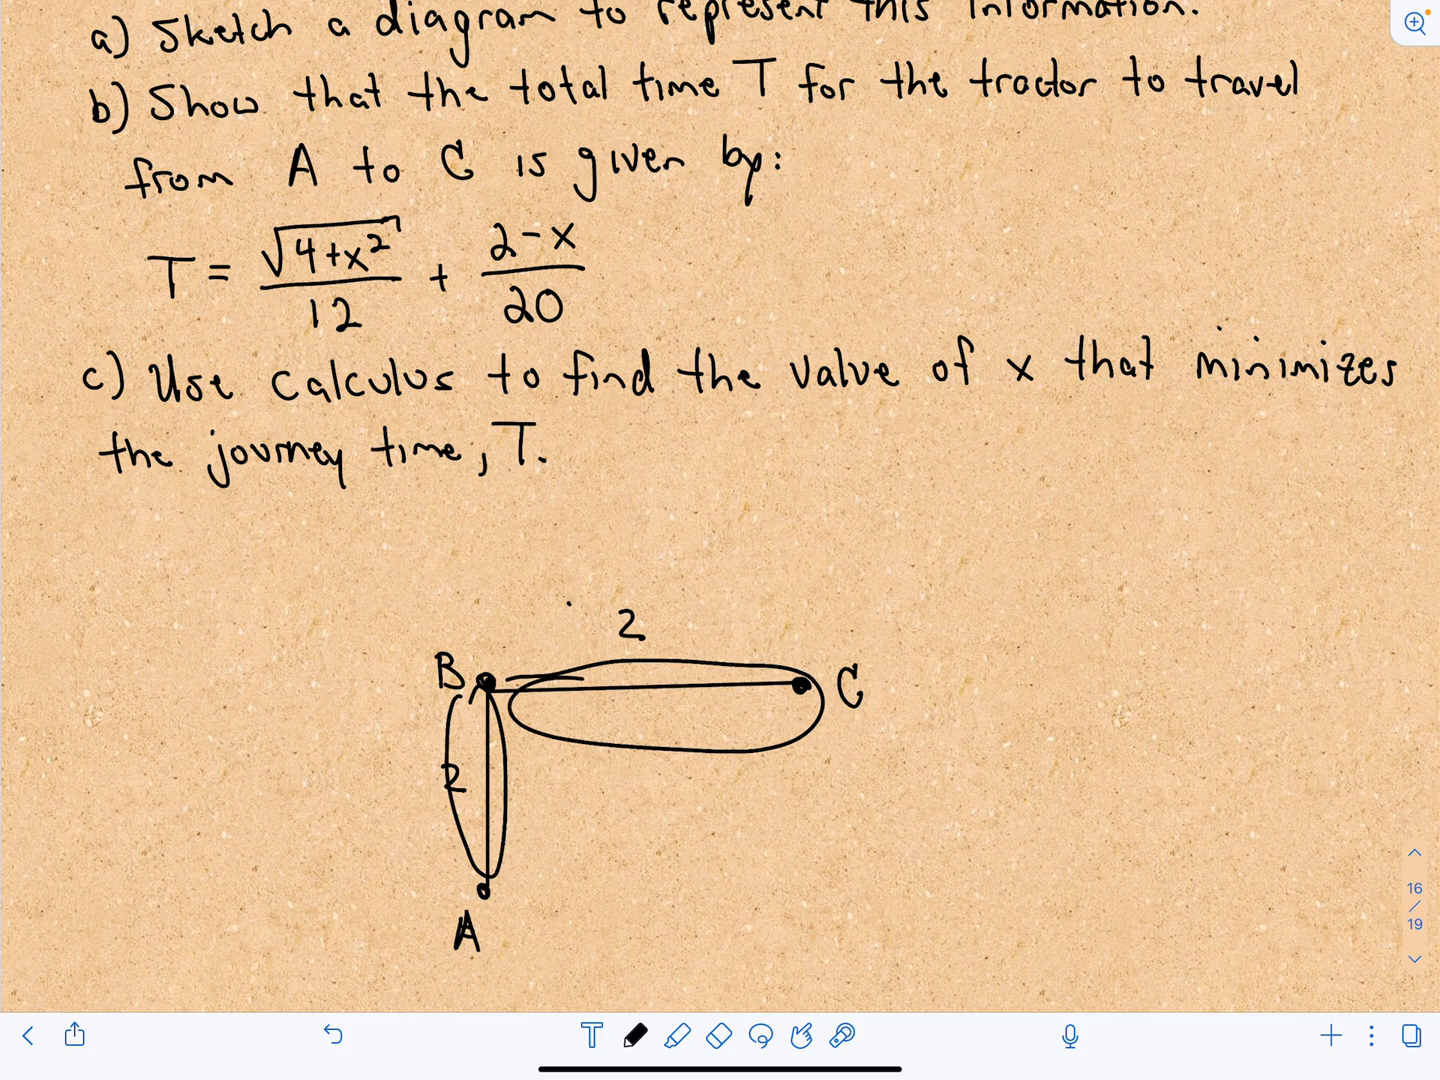 a) Sketch a diagram to represent this information.
b) Show that the total time T for the tractor to travel
from A to C is given by:
T = √(4+x²)/12 + (2-x)/20
c) Use calculus to find the value of x that minimizes
the journey time, T.
2
B
C
2
A
16
/
19
T